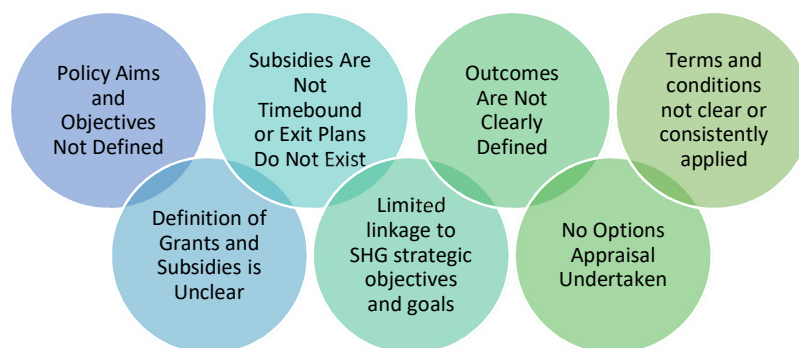 Policy Aims
and
Objectives
Not Defined
Subsidies Are
Not
Timebound
or Exit Plans
Do Not Exist
Outcomes
Are Not
Clearly
Defined
Terms and
conditions
not clear or
consistently
applied
Definition of
Grants and
Subsidies is
Unclear
Limited
linkage to
SHG strategic
objectives
and goals
No Options
Appraisal
Undertaken